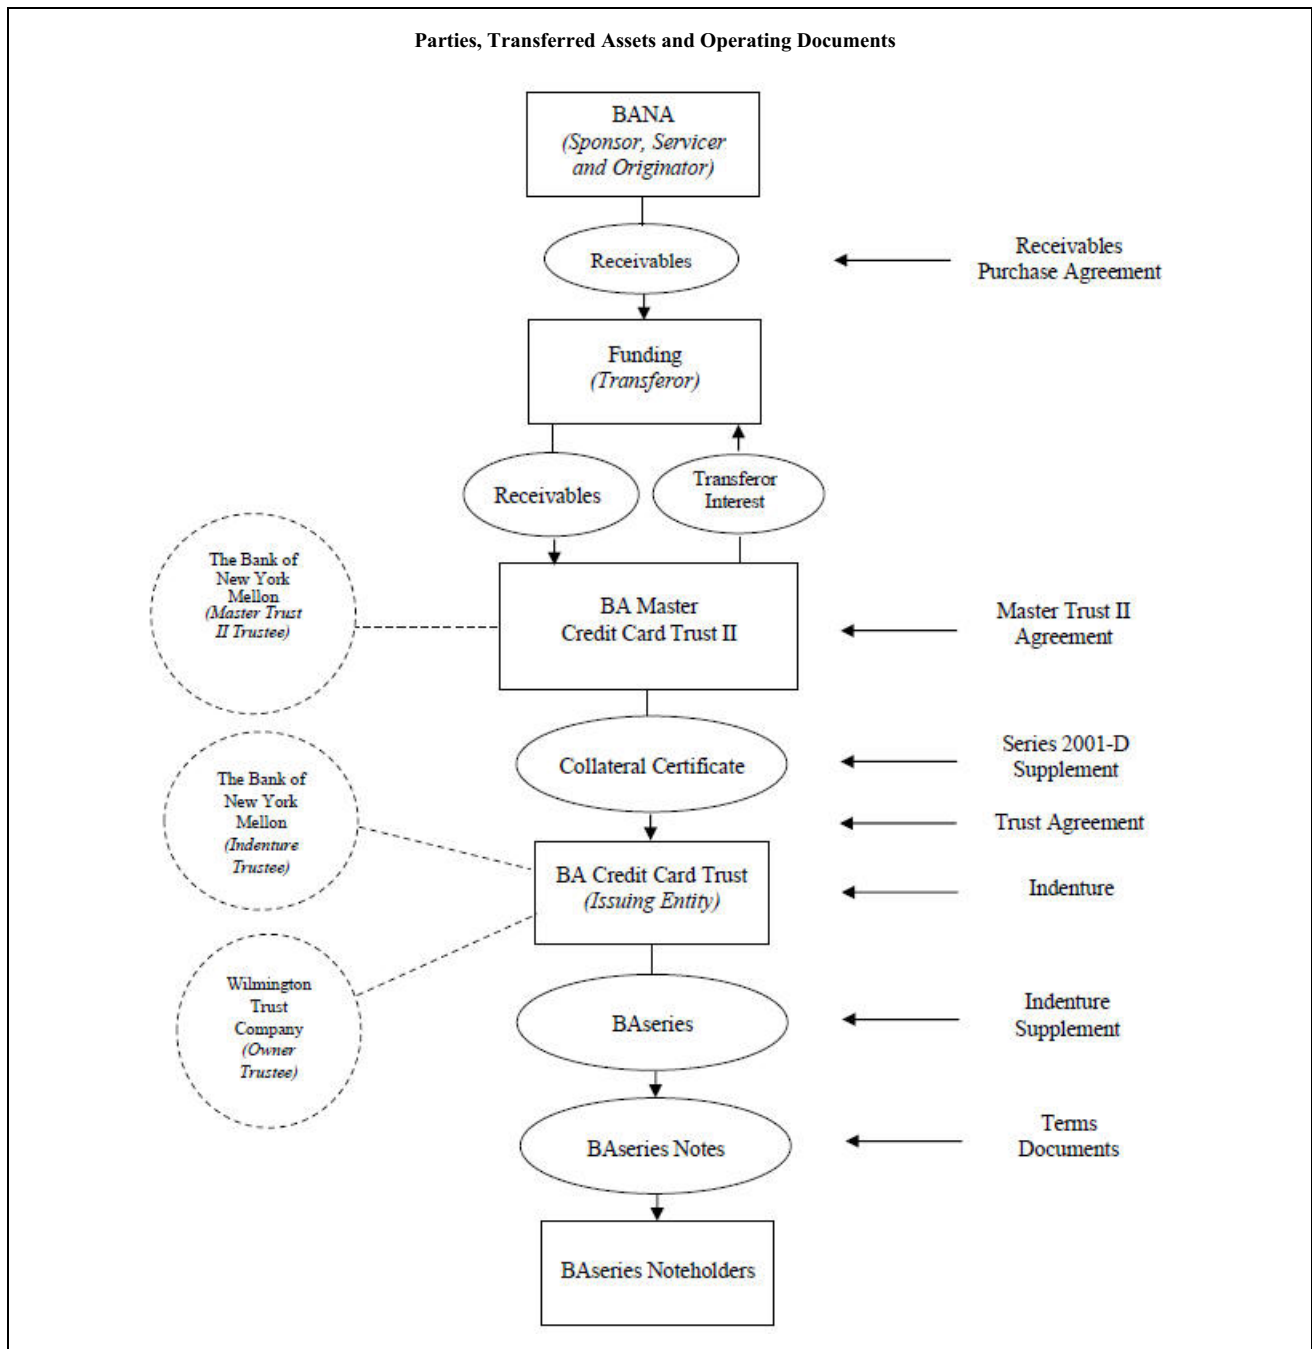 Parties, Transferred Assets and Operating Documents
BANA
(Sponsor, Servicer
and Originator)
Receivables
Receivables
Purchase Agreement
Funding
(Transferor)
Receivables
Transferor
Interest
The Bank of
New York
Mellon
(Master Trust
II Trustee)
BA Master
Credit Card Trust II
Master Trust II
Agreement
Collateral Certificate
Series 2001-D
Supplement
The Bank of
New York
Mellon
(Indenture
Trustee)
Trust Agreement
BA Credit Card Trust
(Issuing Entity)
Indenture
Wilmington
Trust
Company
(Owner
Trustee)
BAseries
Indenture
Supplement
BAseries Notes
Terms
Documents
BAseries Noteholders